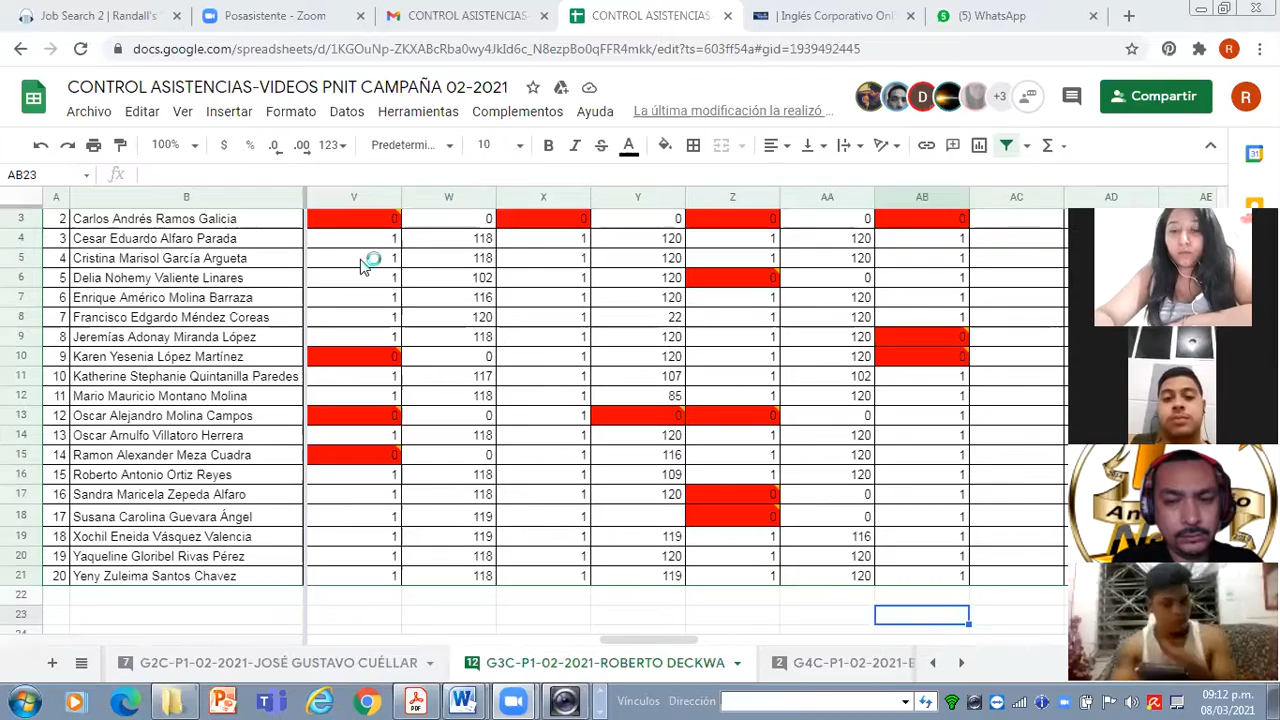 Job Search 2 | Randall's
Posasistente - Zoom
CONTROL ASISTENCIAS-
CONTROL ASISTENCIAS
| Inglés Corporativo Onl
(5) WhatsApp
docs.google.com/spreadsheets/d/1KGOuNp-ZKXABcRba0wy4Jkld6c_N8ezpBo0qFFR4mkk/edit?ts=603ff54a#gid=1939492445
R
CONTROL ASISTENCIAS-VIDEOS PNIT CAMPAÑA 02-2021
D
+3
Compartir
R
Archivo Editar Ver Insertar Formato Datos Herramientas Complementos Ayuda La última modificación la realizó ...
100% $ % .0 .00 123 Predetermi... 10 B I S A
AB23 fx
A B V W X Y Z AA AB AC AD AE
3 2 Carlos Andrés Ramos Galicia 0 0 0 0 0 0 0
4 3 Cesar Eduardo Alfaro Parada 1 118 1 120 1 120 1
5 4 Cristina Marisol García Argueta 1 118 1 120 1 120 1
6 5 Delia Nohemy Valiente Linares 1 102 1 120 0 0 1
7 6 Enrique Américo Molina Barraza 1 116 1 120 1 120 1
8 7 Francisco Edgardo Méndez Coreas 1 120 1 22 1 120 1
9 8 Jeremías Adonay Miranda López 1 118 1 120 1 120 0
10 9 Karen Yesenia López Martínez 0 0 1 120 1 120 0
11 10 Katherine Stephanie Quintanilla Paredes 1 117 1 107 1 102 1
12 11 Mario Mauricio Montano Molina 1 118 1 85 1 120 1
13 12 Oscar Alejandro Molina Campos 0 0 1 0 0 0 1
14 13 Oscar Arnulfo Villatoro Herrera 1 118 1 120 1 120 1
15 14 Ramon Alexander Meza Cuadra 0 0 1 116 1 120 1
16 15 Roberto Antonio Ortiz Reyes 1 118 1 109 1 120 1
17 16 Sandra Maricela Zepeda Alfaro 1 118 1 120 0 0 1
18 17 Susana Carolina Guevara Ángel 1 119 1 0 0 1
19 18 Xochil Eneida Vásquez Valencia 1 119 1 119 1 116 1
20 19 Yaqueline Gloribel Rivas Pérez 1 118 1 120 1 120 1
21 20 Yeny Zuleima Santos Chavez 1 118 1 119 1 120 1
22
23
7 G2C-P1-02-2021-JOSÉ GUSTAVO CUÉLLAR
12 G3C-P1-02-2021-ROBERTO DECKWA
2 G4C-P1-02-2021-E
Vínculos Dirección
09:12 p.m.
08/03/2021